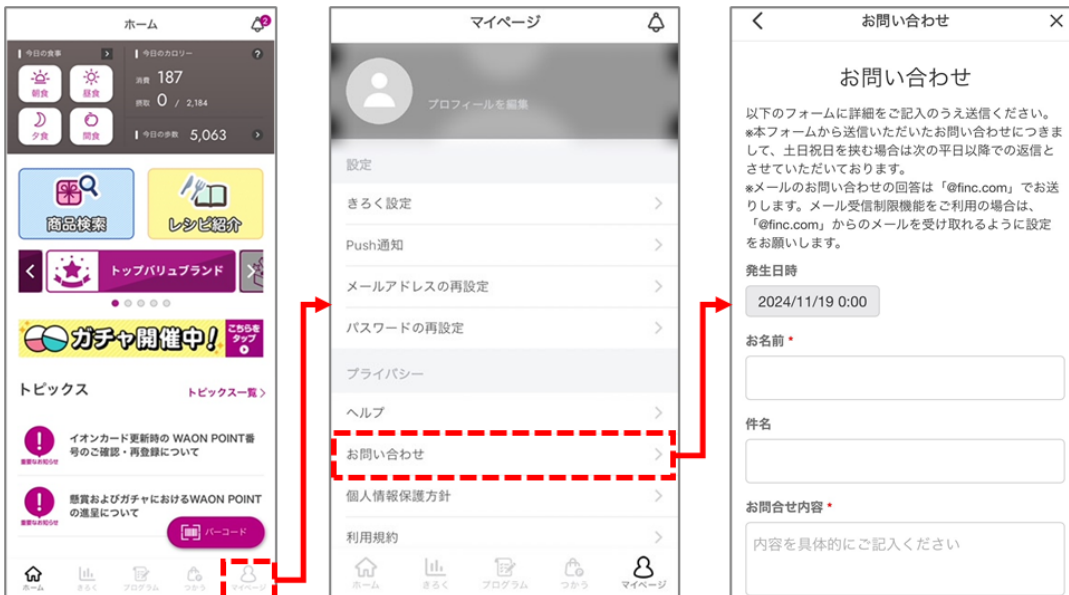 ホーム
2
今日の食事
今日のカロリー
?
朝食
昼食
消費 187
摂取 0 / 2,184
夕食
間食
今日の歩数 5,063
商品検索
レシピ紹介
トップバリュブランド
ガチャ開催中!
こちらを
タップ
トピックス
トピックス一覧
重要なお知らせ
イオンカード更新時の WAON POINT番
号のご確認・再登録について
重要なお知らせ
懸賞およびガチャにおけるWAON POINT
の進呈について
バーコード
ホーム
きろく
プログラム
つかう
マイページ
マイページ
プロフィールを編集
設定
きろく設定
Push通知
メールアドレスの再設定
パスワードの再設定
プライバシー
ヘルプ
お問い合わせ
個人情報保護方針
利用規約
ホーム
きろく
プログラム
つかう
マイページ
お問い合わせ
お問い合わせ
以下のフォームに詳細をご記入のうえ送信ください。
※本フォームから送信いただいたお問い合わせにつきま
して、土日祝日を挟む場合は次の平日以降での返信と
させていただいております。
※メールのお問い合わせの回答は「@finc.com」でお送
りします。メール受信制限機能をご利用の場合は、
「@finc.com」からのメールを受け取れるように設定
をお願いします。
発生日時
2024/11/19 0:00
お名前 *
件名
お問合せ内容 *
内容を具体的にご記入ください